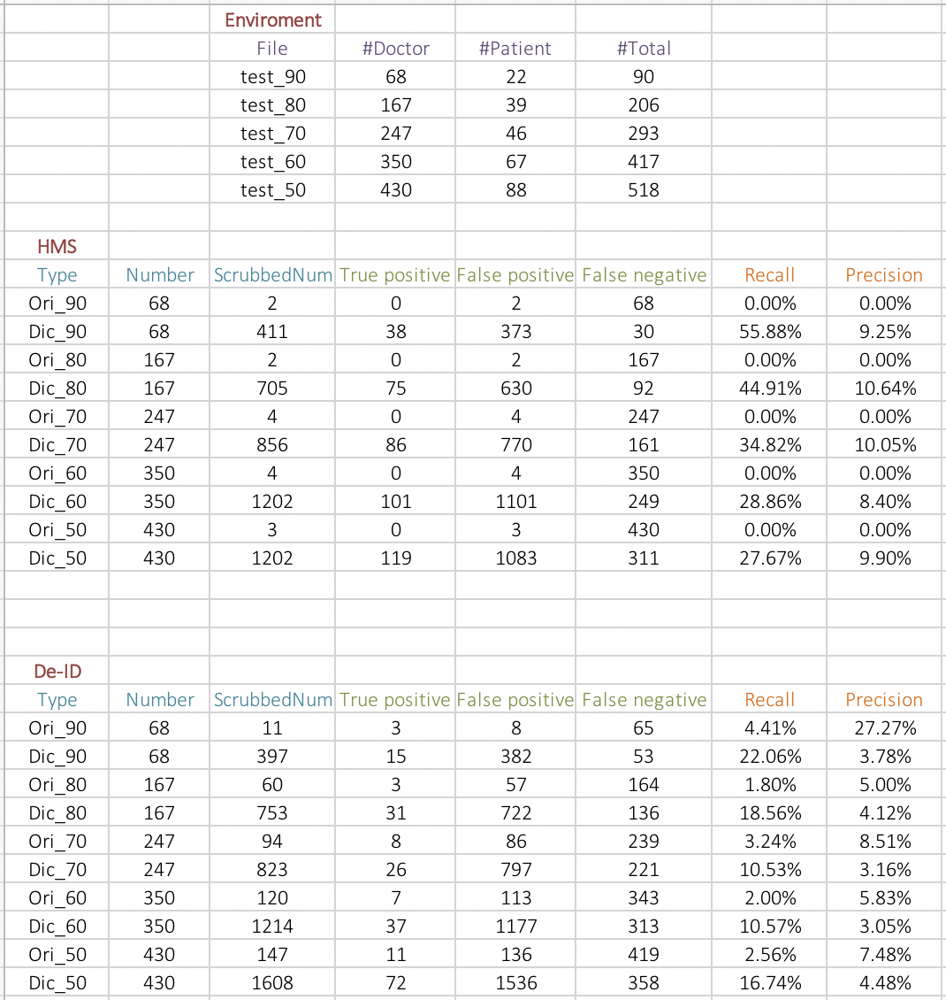 Enviroment
File #Doctor #Patient #Total
test_90 68 22 90
test_80 167 39 206
test_70 247 46 293
test_60 350 67 417
test_50 430 88 518
HMS
Type Number ScrubbedNum True positive False positive False negative Recall Precision
Ori_90 68 2 0 2 68 0.00% 0.00%
Dic_90 68 411 38 373 30 55.88% 9.25%
Ori_80 167 2 0 2 167 0.00% 0.00%
Dic_80 167 705 75 630 92 44.91% 10.64%
Ori_70 247 4 0 4 247 0.00% 0.00%
Dic_70 247 856 86 770 161 34.82% 10.05%
Ori_60 350 4 0 4 350 0.00% 0.00%
Dic_60 350 1202 101 1101 249 28.86% 8.40%
Ori_50 430 3 0 3 430 0.00% 0.00%
Dic_50 430 1202 119 1083 311 27.67% 9.90%
De-ID
Type Number ScrubbedNum True positive False positive False negative Recall Precision
Ori_90 68 11 3 8 65 4.41% 27.27%
Dic_90 68 397 15 382 53 22.06% 3.78%
Ori_80 167 60 3 57 164 1.80% 5.00%
Dic_80 167 753 31 722 136 18.56% 4.12%
Ori_70 247 94 8 86 239 3.24% 8.51%
Dic_70 247 823 26 797 221 10.53% 3.16%
Ori_60 350 120 7 113 343 2.00% 5.83%
Dic_60 350 1214 37 1177 313 10.57% 3.05%
Ori_50 430 147 11 136 419 2.56% 7.48%
Dic_50 430 1608 72 1536 358 16.74% 4.48%